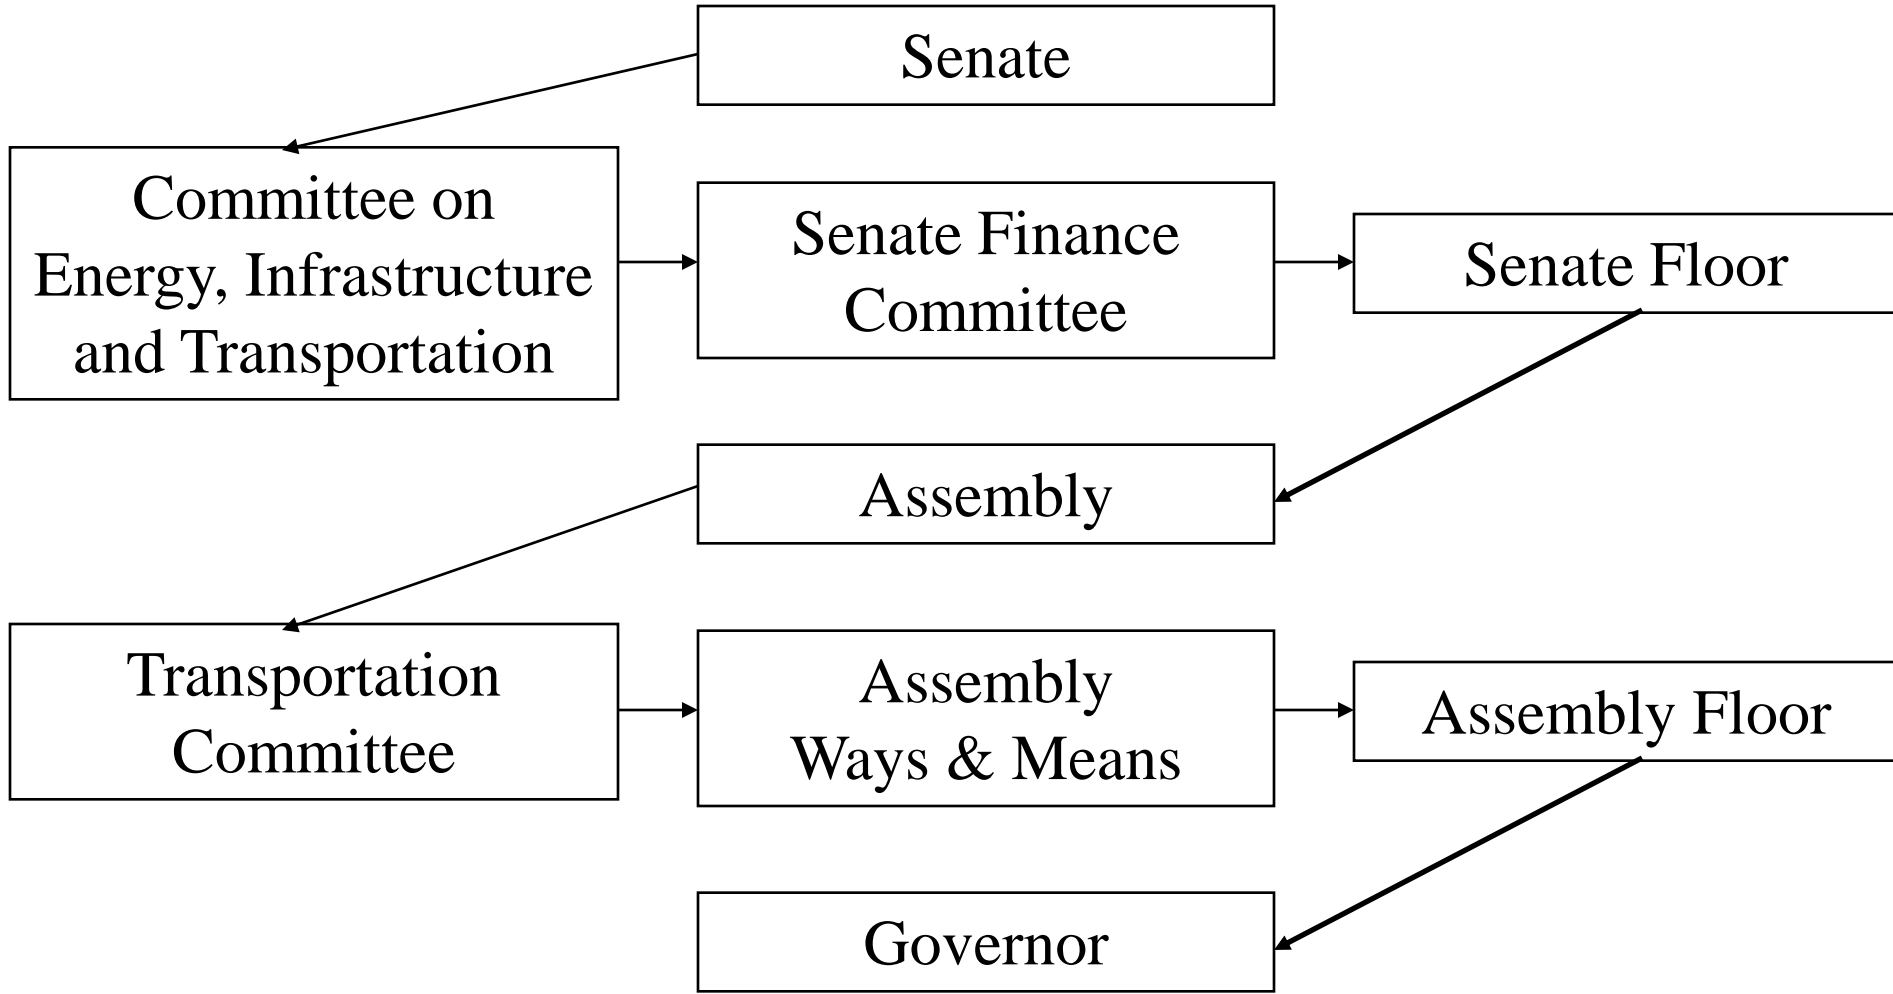 Senate
Committee on
Energy, Infrastructure
and Transportation
Senate Finance
Committee
Senate Floor
Assembly
Transportation
Committee
Assembly
Ways & Means
Assembly Floor
Governor